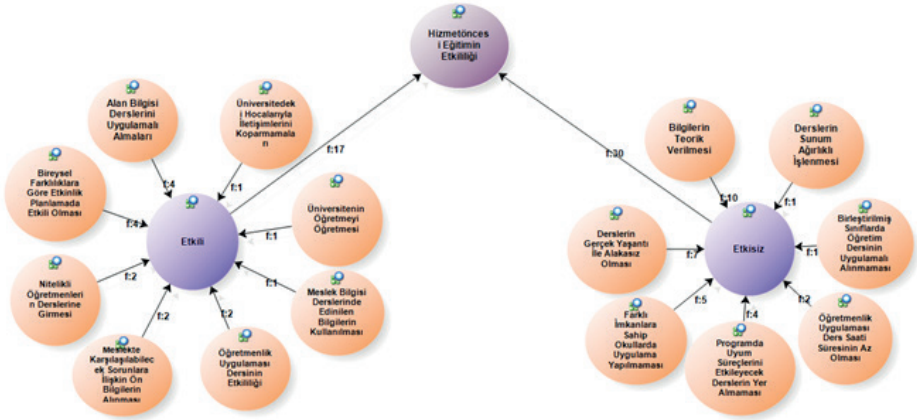 Hizmetönces
i Eğitimin
Etkililiği
Alan Bilgisi
Derslerini
Uygulamalı
Almaları
Üniversitedek
i Hocalarıyla
İletişimlerini
Koparmamala
rı
Bireysel
Farklılıklara
Göre Etkinlik
Planlamada
Etkili Olması
Üniversitenin
Öğretmeyi
Öğretmesi
Nitelikli
Öğretmenleri
n Derslerine
Girmesi
Meslekte
Karşılaşılabilec
ek Sorunlara
İlişkin Ön
Bilgilerin
Alınması
Öğretmenlik
Uygulaması
Dersinin
Etkililiği
Meslek Bilgisi
Derslerinde
Edinilen
Bilgilerin
Kullanılması
Etkili
f:4
f:1
f:4
f:1
f:2
f:1
f:2
f:2
f:17
f:30
Bilgilerin
Teorik
Verilmesi
Derslerin
Sunum
Ağırlıklı
İşlenmesi
Derslerin
Gerçek Yaşantı
İle Alakasız
Olması
Birleştirilmiş
Sınıflarda
Öğretim
Dersinin
Uygulamalı
Alınmaması
Farklı
İmkanlara
Sahip
Okullarda
Uygulama
Yapılmaması
Programda
Uyum
Süreçlerini
Etkileyecek
Derslerin Yer
Almaması
Öğretmenlik
Uygulaması
Ders Saati
Süresinin Az
Olması
Etkisiz
f:10
f:1
f:7
f:1
f:5
f:4
f:2